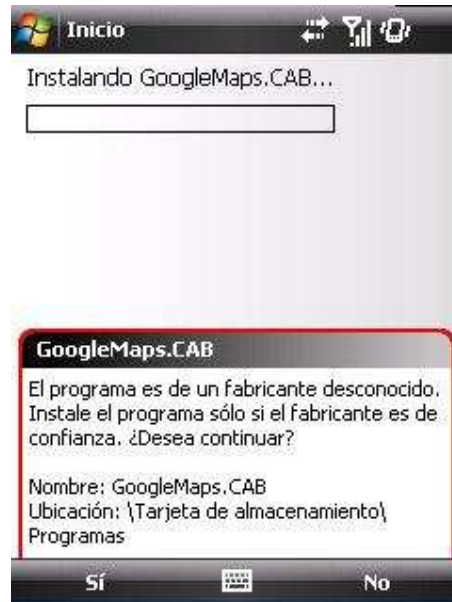 Inicio
Instalando GoogleMaps.CAB...
GoogleMaps.CAB
El programa es de un fabricante desconocido.
Instale el programa sólo si el fabricante es de
confianza. ¿Desea continuar?
Nombre: GoogleMaps.CAB
Ubicación: \Tarjeta de almacenamiento\
Programas
Sí No